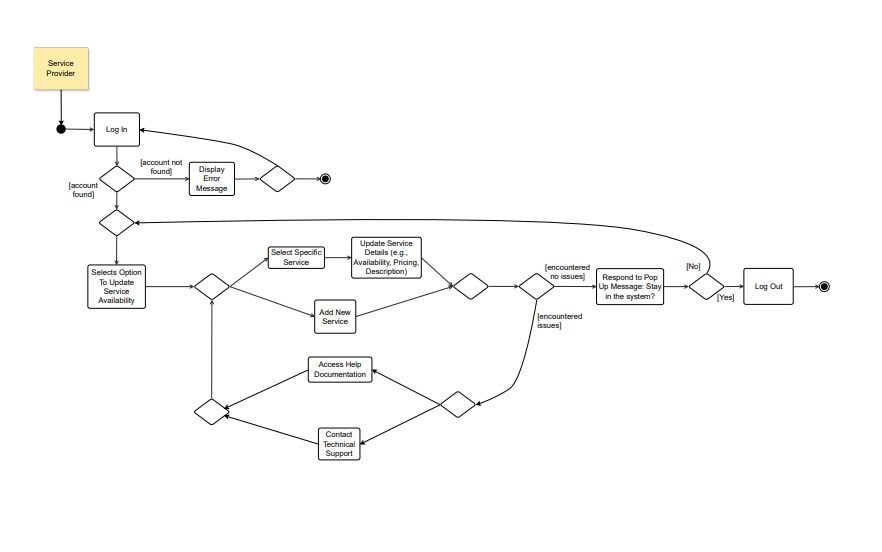 Service
Provider
Log In
[account not
found]
Display
Error
Message
[account
found]
Selects Option
To Update
Service
Availability
Select Specific
Service
Update Service
Details (e.g.,
Availability, Pricing,
Description)
Add New
Service
[encountered
no issues]
[encountered
issues]
Respond to Pop
Up Message: Stay
in the system?
[No]
[Yes]
Log Out
Access Help
Documentation
Contact
Technical
Support